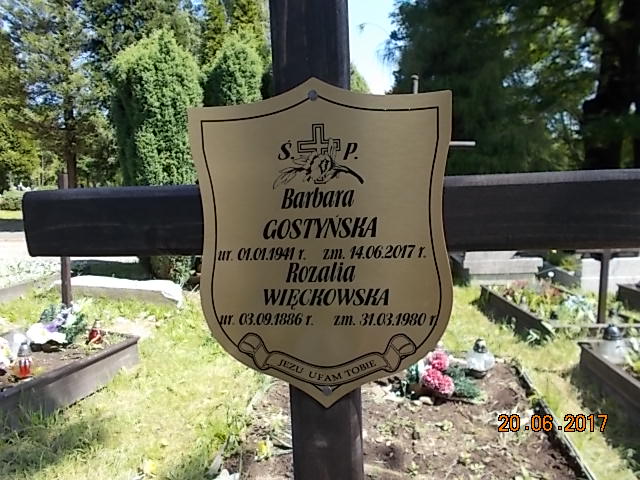 Ś. P.
Barbara
GOSTYŃSKA
ur. 01.01.1941 r. zm. 14.06.2017 r.
Rozalia
WIĘCKOWSKA
ur. 03.09.1886 r. zm. 31.03.1980 r
JEZU UFAM TOBIE
20.06.2017